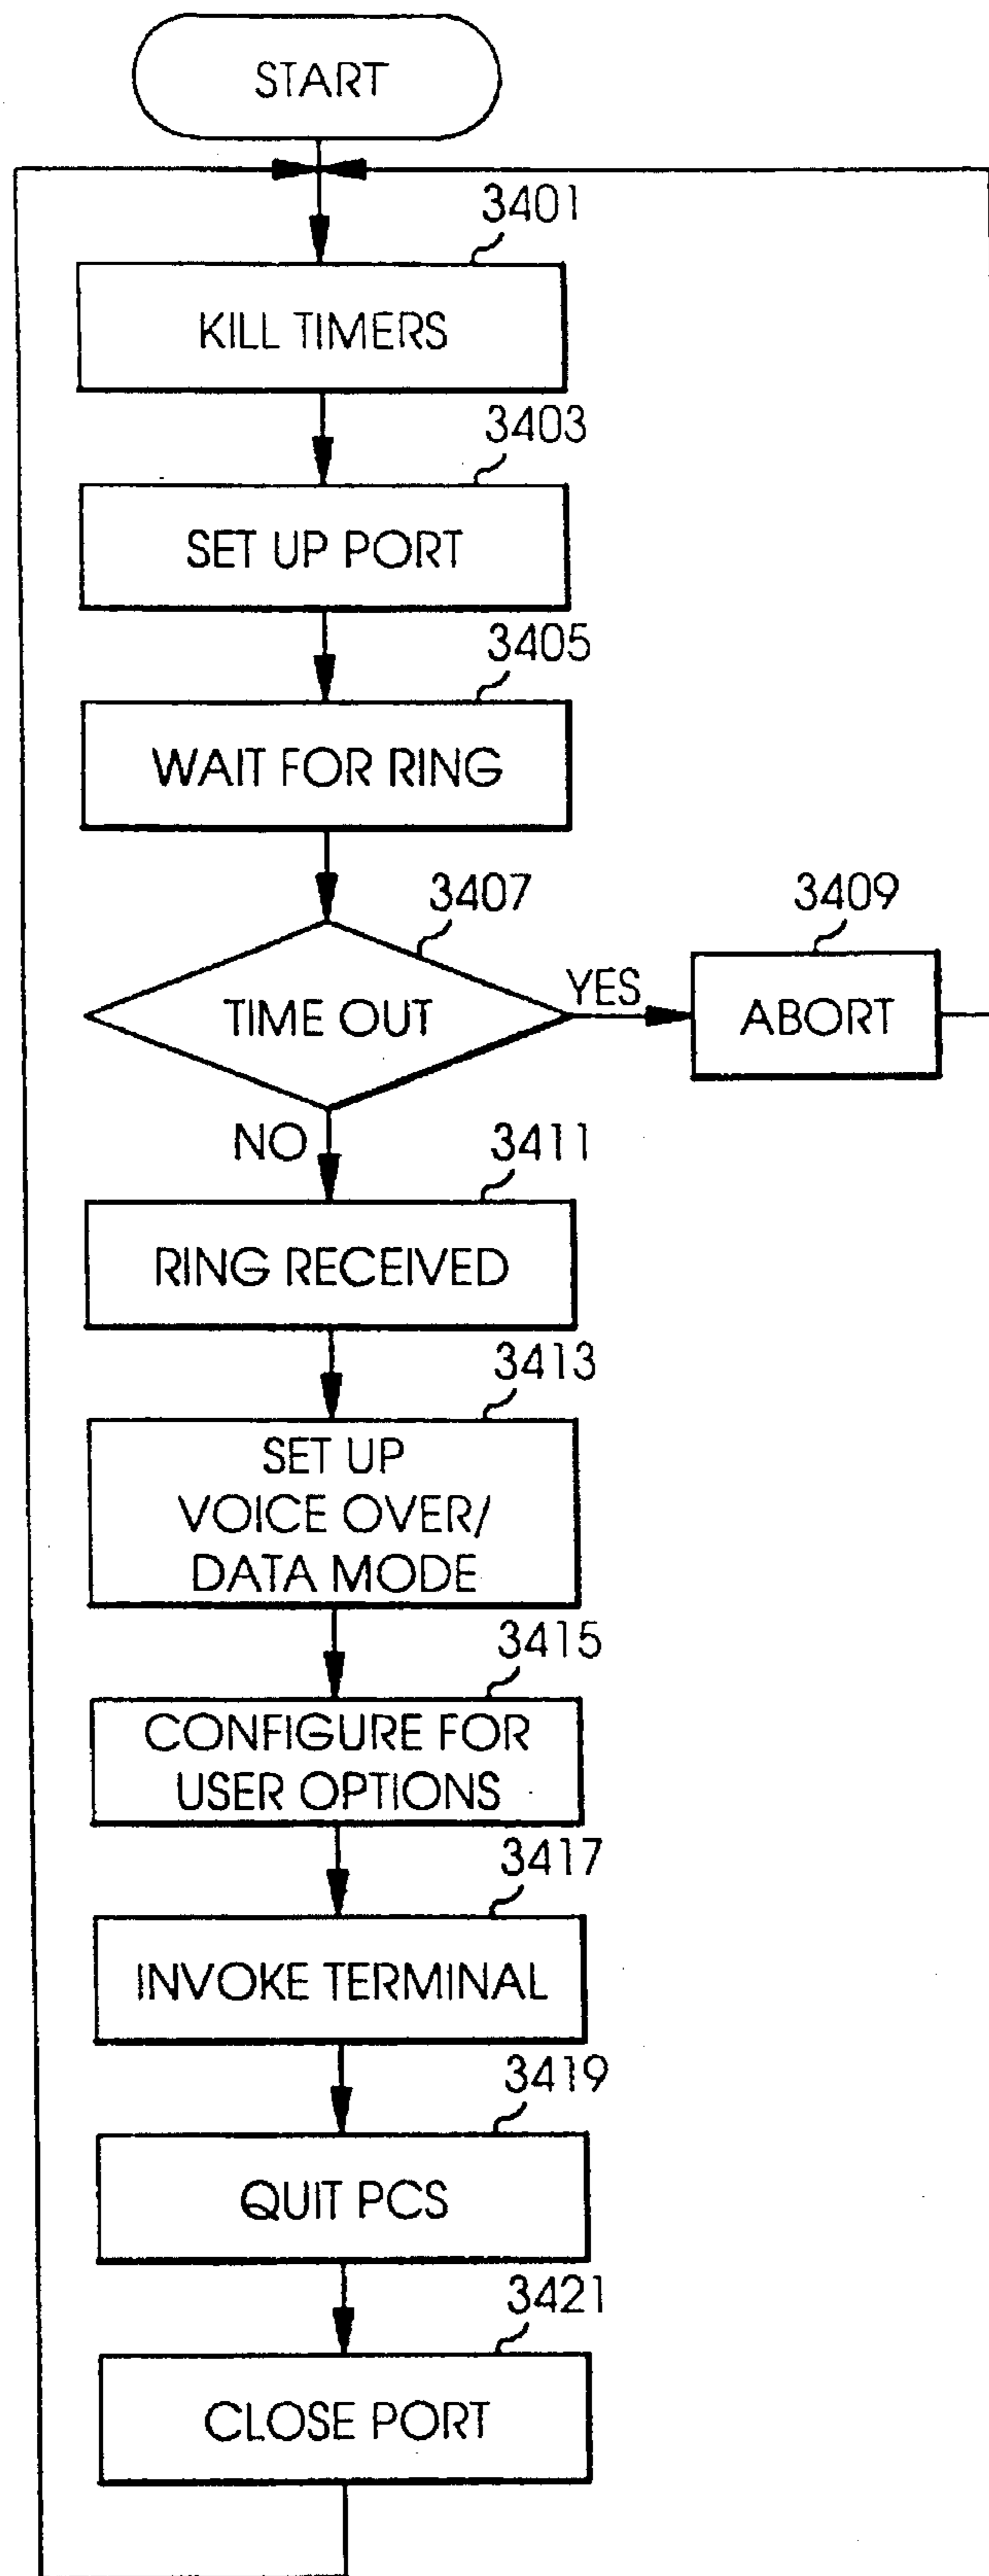 START
3401
KILL TIMERS
3403
SET UP PORT
3405
WAIT FOR RING
3407
TIME OUT
YES
3409
ABORT
NO
3411
RING RECEIVED
3413
SET UP
VOICE OVER/
DATA MODE
3415
CONFIGURE FOR
USER OPTIONS
3417
INVOKE TERMINAL
3419
QUIT PCS
3421
CLOSE PORT